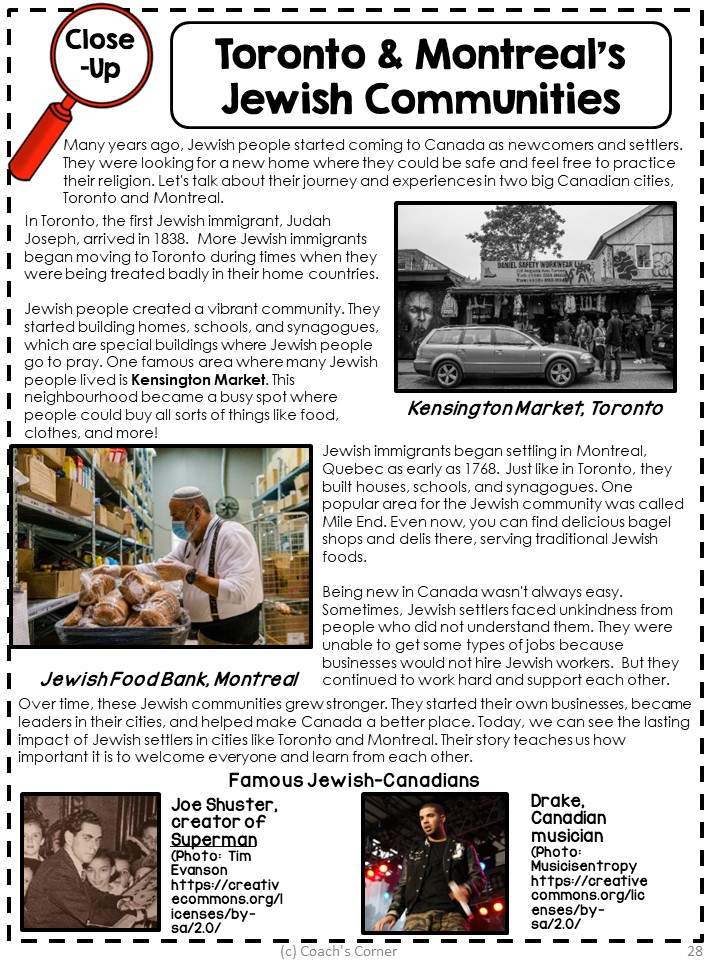 Close
-Up
Toronto & Montreal's
Jewish Communities
Many years ago, Jewish people started coming to Canada as newcomers and settlers.
They were looking for a new home where they could be safe and feel free to practice
their religion. Let's talk about their journey and experiences in two big Canadian cities,
Toronto and Montreal.
In Toronto, the first Jewish immigrant, Judah
Joseph, arrived in 1838.  More Jewish immigrants
began moving to Toronto during times when they
were being treated badly in their home countries.
Jewish people created a vibrant community. They
started building homes, schools, and synagogues,
which are special buildings where Jewish people
go to pray. One famous area where many Jewish
people lived is Kensington Market. This
neighbourhood became a busy spot where
people could buy all sorts of things like food,
clothes, and more!
DANIEL SAFETY WORKWEAR Ltd
Kensington Market, Toronto
Jewish immigrants began settling in Montreal,
Quebec as early as 1768.  Just like in Toronto, they
built houses, schools, and synagogues. One
popular area for the Jewish community was called
Mile End. Even now, you can find delicious bagel
shops and delis there, serving traditional Jewish
foods.
Being new in Canada wasn't always easy.
Sometimes, Jewish settlers faced unkindness from
people who did not understand them. They were
unable to get some types of jobs because
businesses would not hire Jewish workers.  But they
continued to work hard and support each other.
Jewish Food Bank, Montreal
Over time, these Jewish communities grew stronger. They started their own businesses, became
leaders in their cities, and helped make Canada a better place. Today, we can see the lasting
impact of Jewish settlers in cities like Toronto and Montreal. Their story teaches us how
important it is to welcome everyone and learn from each other.
Famous Jewish-Canadians
Joe Shuster,
creator of
Superman
(Photo: Tim
Evanson
https://creativ
ecommons.org/l
icenses/by-
sa/2.0/
Drake,
Canadian
musician
(Photo:
Musicisentropy
https://creative
commons.org/lic
enses/by-
sa/2.0/
(c) Coach's Corner
28